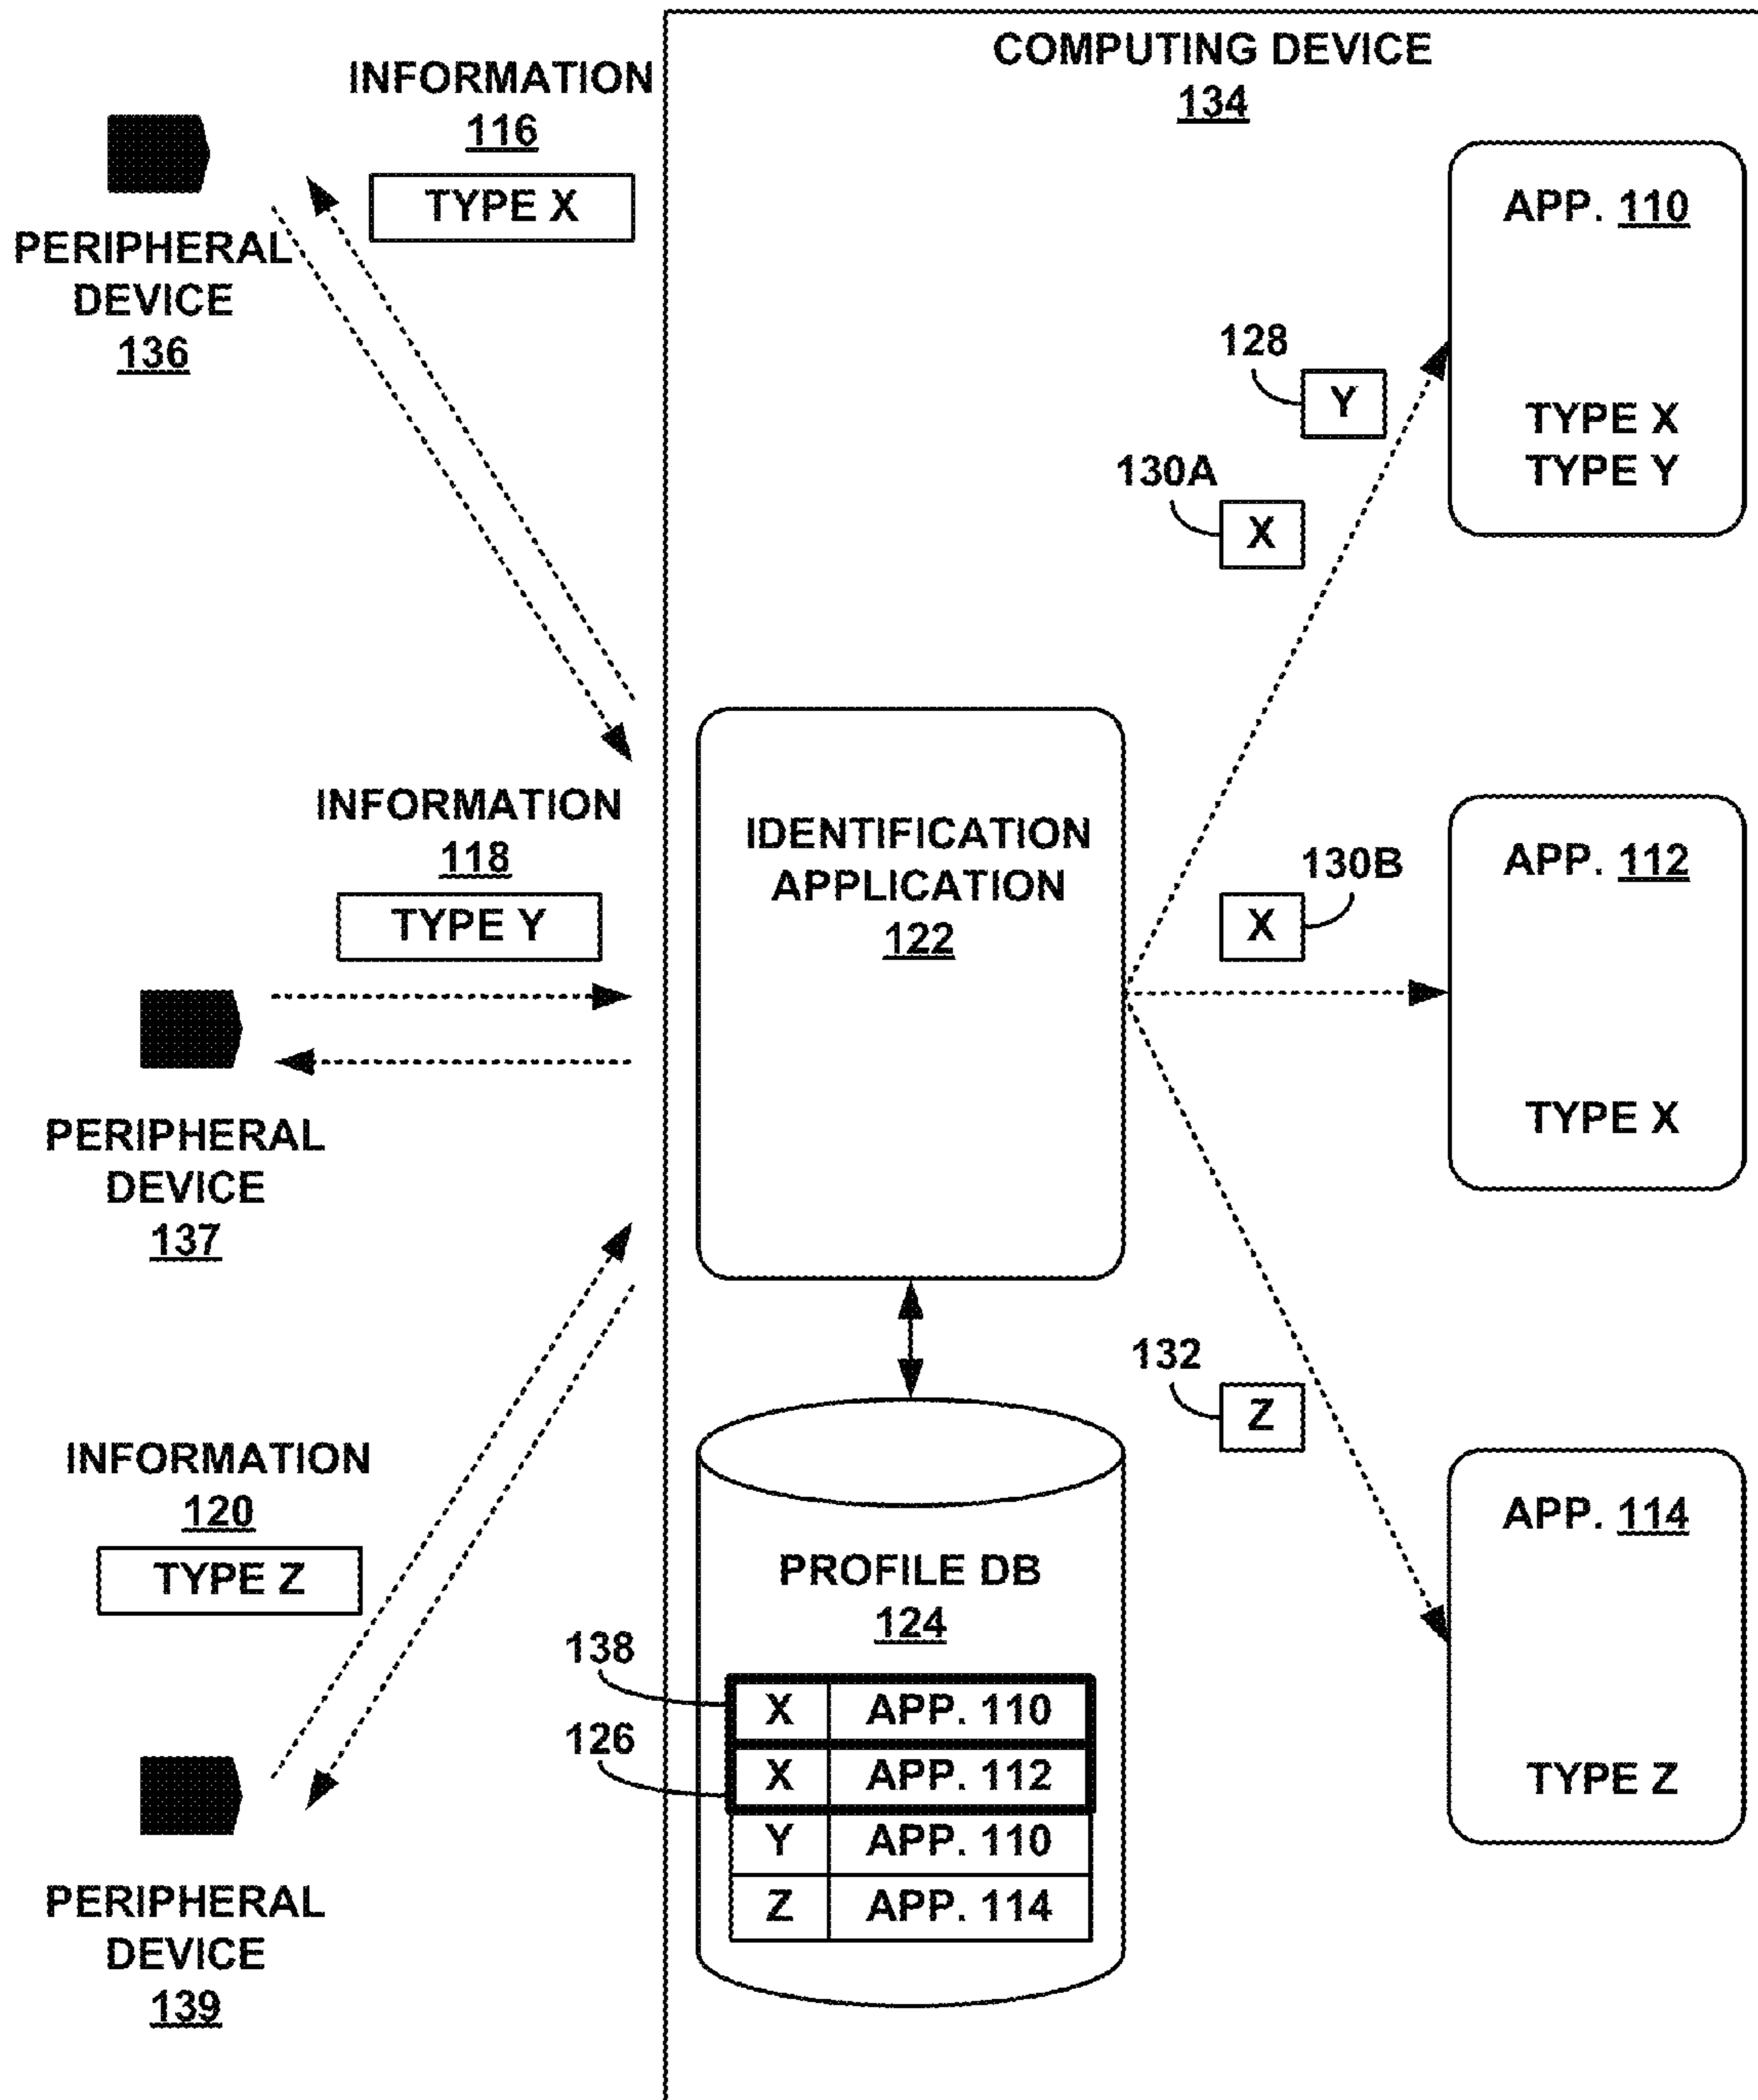 COMPUTING DEVICE
134
INFORMATION
116
TYPE X
PERIPHERAL
DEVICE
136
APP. 110
TYPE X
TYPE Y
128
Y
130A
X
INFORMATION
118
TYPE Y
PERIPHERAL
DEVICE
137
IDENTIFICATION
APPLICATION
122
130B
X
APP. 112
TYPE X
132
Z
INFORMATION
120
TYPE Z
PERIPHERAL
DEVICE
139
PROFILE DB
124
138
126
X APP. 110
X APP. 112
Y APP. 110
Z APP. 114
APP. 114
TYPE Z